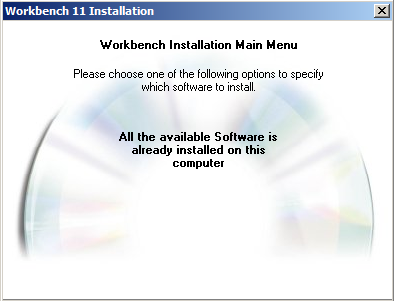 Workbench 11 Installation
Workbench Installation Main Menu
Please choose one of the following options to specify
which software to install.
All the available Software is
already installed on this
computer